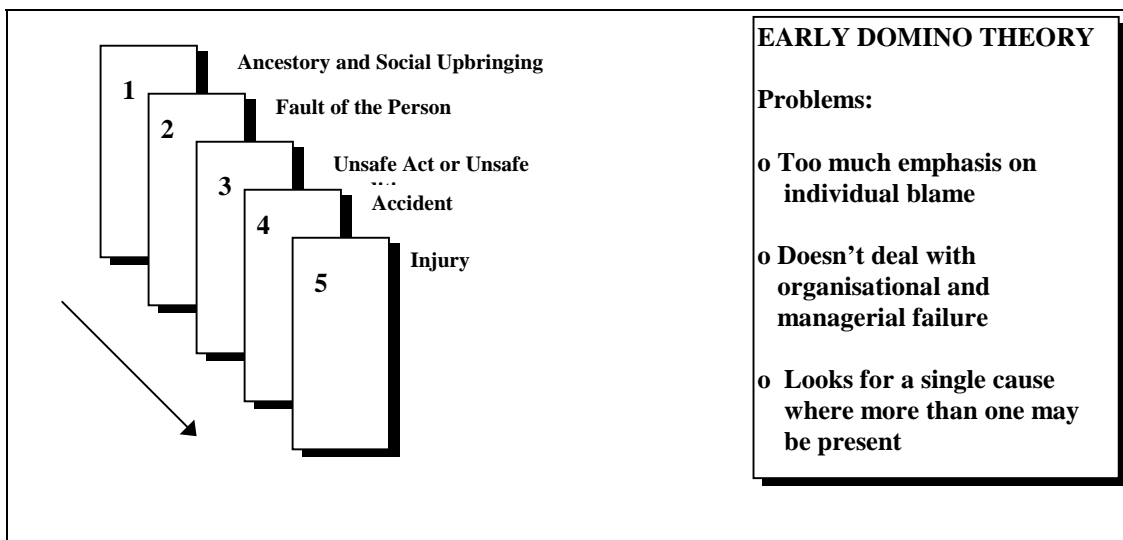 1
Ancestory and Social Upbringing
2
Fault of the Person
3
Unsafe Act or Unsafe
4
Accident
5
Injury
EARLY DOMINO THEORY
Problems:
o Too much emphasis on
individual blame
o Doesn’t deal with
organisational and
managerial failure
o Looks for a single cause
where more than one may
be present